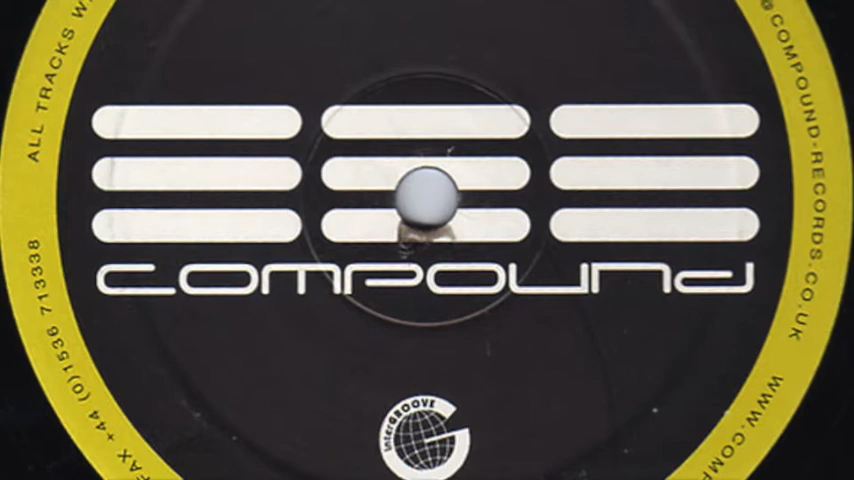 ALL TRACKS W
@COMPOUND-RECORDS.CO.UK
compound
FAX +44 (0)1536 713338
WWW.COMP
interGROOVE